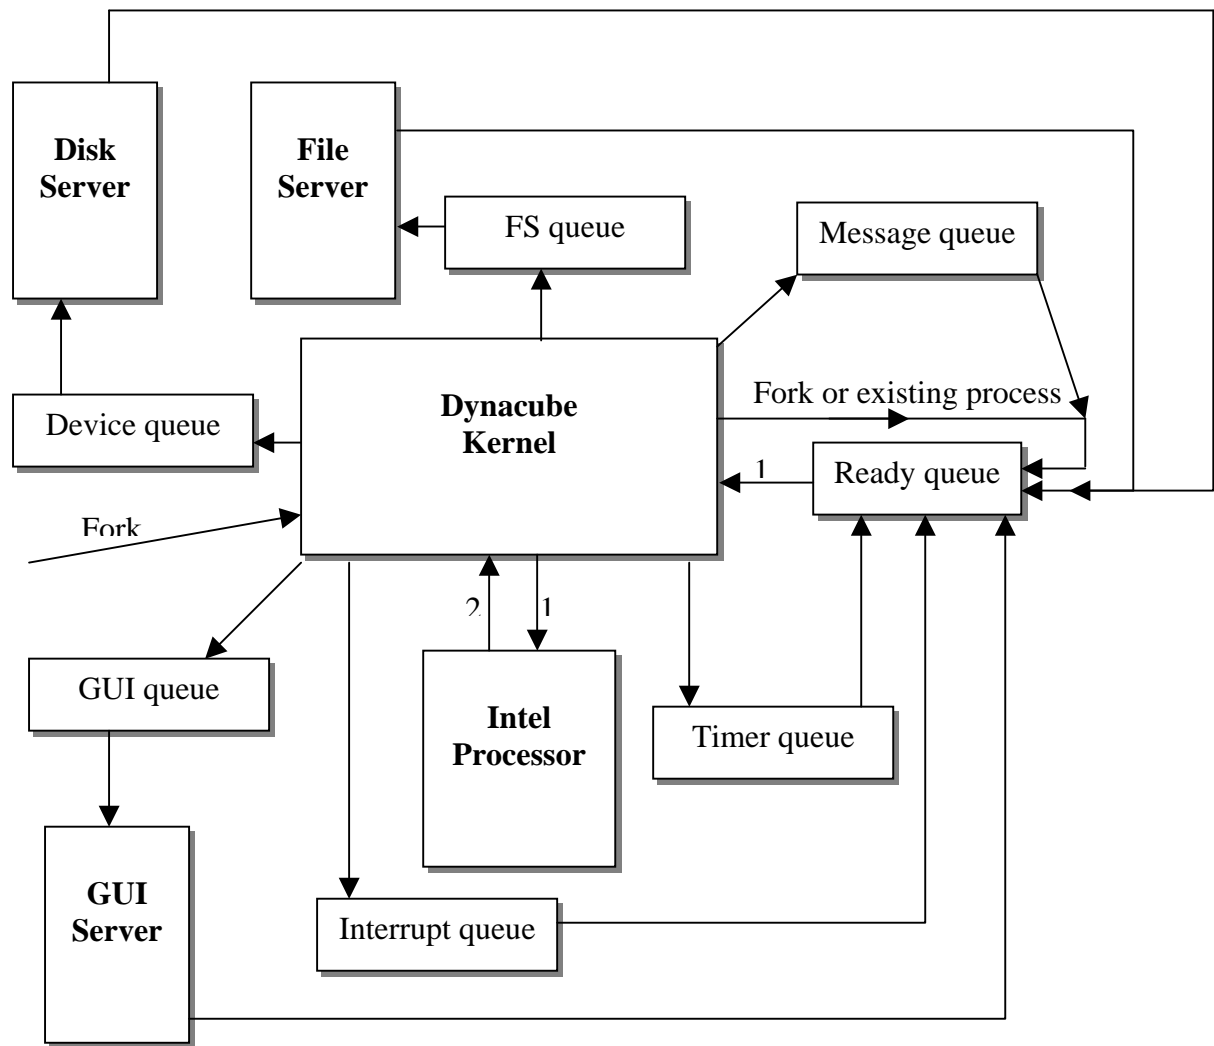 Disk
Server
File
Server
FS queue
Message queue
Dynacube
Kernel
Fork or existing process
Device queue
1
Ready queue
Fork
2
1
GUI queue
Intel
Processor
Timer queue
GUI
Server
Interrupt queue